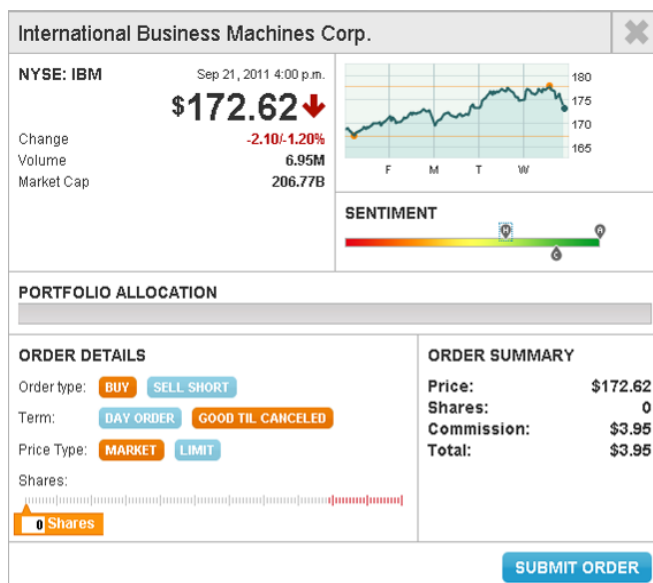 International Business Machines Corp.
NYSE: IBM
Sep 21, 2011 4:00 p.m.
$172.62
Change -2.10/-1.20%
Volume 6.95M
Market Cap 206.77B
180
175
170
165
F M T W
SENTIMENT
H A
C
PORTFOLIO ALLOCATION
ORDER DETAILS
Order type: BUY SELL SHORT
Term: DAY ORDER GOOD TIL CANCELED
Price Type: MARKET LIMIT
Shares:
0 Shares
ORDER SUMMARY
Price: $172.62
Shares: 0
Commission: $3.95
Total: $3.95
SUBMIT ORDER